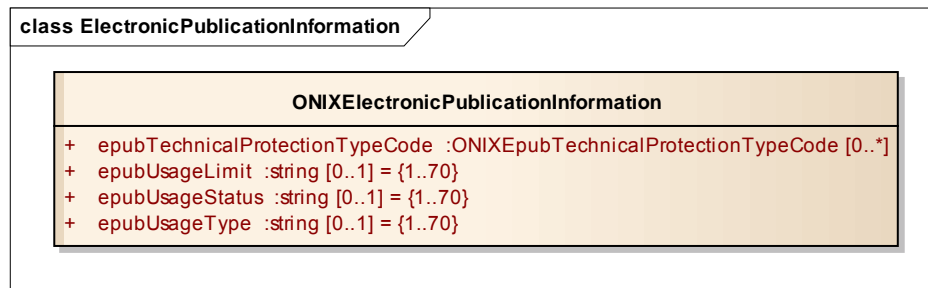 class ElectronicPublicationInformation
ONIXElectronicPublicationInformation
+ epubTechnicalProtectionTypeCode :ONIXEpubTechnicalProtectionTypeCode [0..*]
+ epubUsageLimit :string [0..1] = {1..70}
+ epubUsageStatus :string [0..1] = {1..70}
+ epubUsageType :string [0..1] = {1..70}